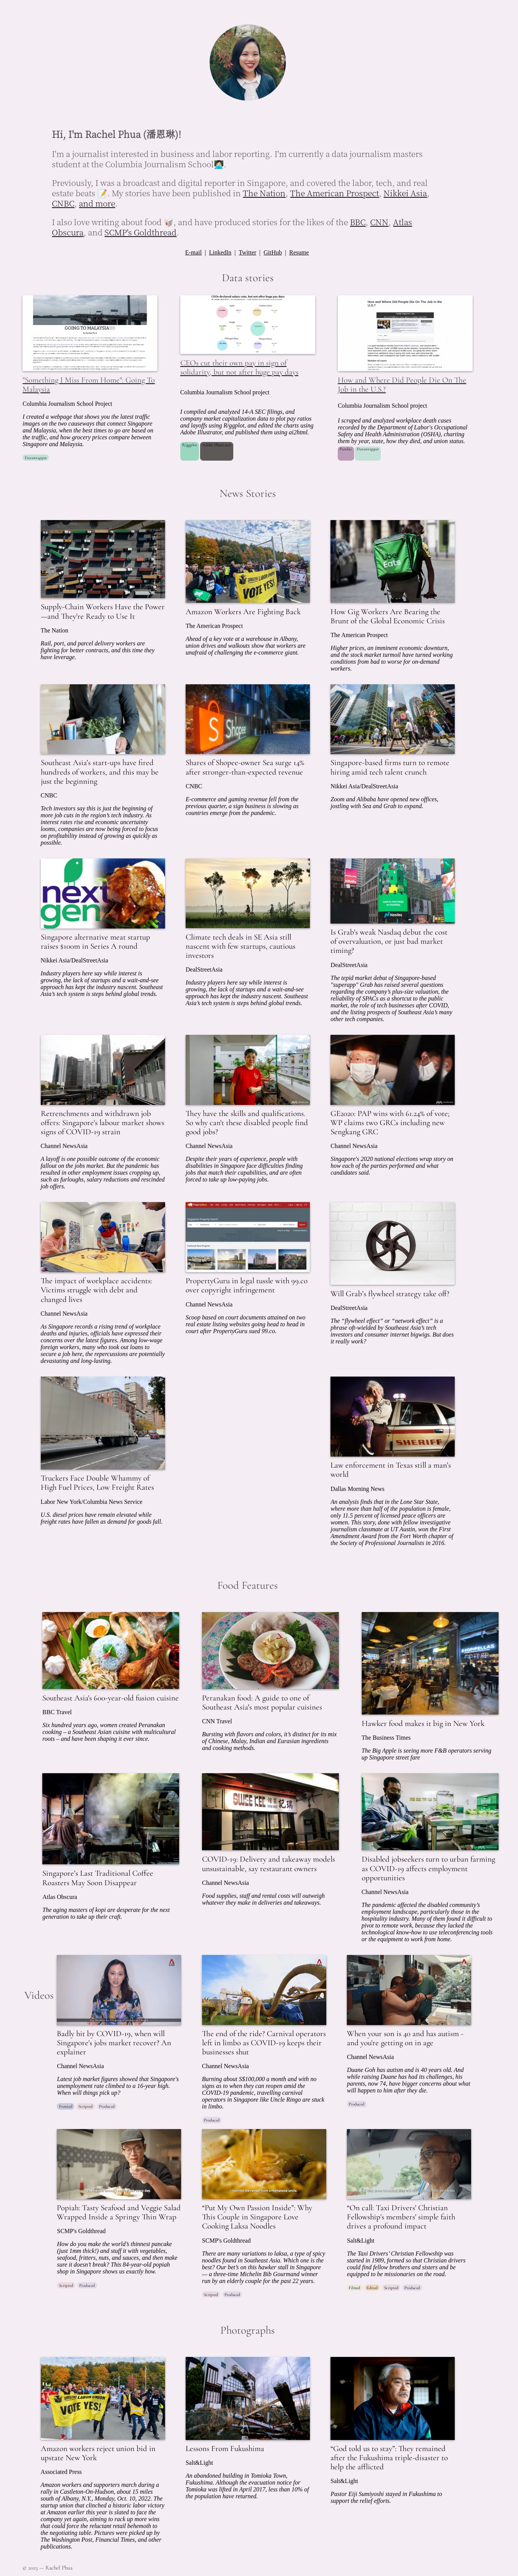 Hi, I'm Rachel Phua (潘恩琳)!
I'm a journalist interested in business and labor reporting. I'm currently a data journalism masters
student at the Columbia Journalism School👩🏻‍💻.
Previously, I was a broadcast and digital reporter in Singapore, and covered the labor, tech, and real
estate beats 📝. My stories have been published in The Nation, The American Prospect, Nikkei Asia,
CNBC, and more.
I also love writing about food 🥡, and have produced stories for the likes of the BBC, CNN, Atlas
Obscura, and SCMP's Goldthread.
E-mail | LinkedIn | Twitter | GitHub | Resume
Data stories
GOING TO MALAYSIA
"Something I Miss From Home": Going To
Malaysia
Columbia Journalism School Project
I created a webpage that shows you the latest traffic
images on the two causeways that connect Singapore
and Malaysia, when the best times to go are based on
the traffic, and how grocery prices compare between
Singapore and Malaysia.
Datawrapper
CEOs cut their own pay in sign of
solidarity, but not after huge pay days
Columbia Journalism School project
I compiled and analyzed 14-A SEC filings, and
company market capitalization data to plot pay ratios
and layoffs using R/ggplot, and edited the charts using
Adobe Illustrator, and published them using ai2html.
How and Where Did People Die On The Job in the
U.S.?
How and Where Did People Die On The
Job in the U.S.?
Columbia Journalism School project
I scraped and analyzed workplace death cases
recorded by the Department of Labor's Occupational
Safety and Health Administration (OSHA), charting
them by year, state, how they died, and union status.
Datawrapper
News Stories
Supply-Chain Workers Have the Power
—and They're Ready to Use It
The Nation
Rail, port, and parcel delivery workers are
fighting for better contracts, and this time they
have leverage.
VOTE YES!
Amazon Workers Are Fighting Back
The American Prospect
Ahead of a key vote at a warehouse in Albany,
union drives and walkouts show that workers are
unafraid of challenging the e-commerce giant.
Uber
Eats
How Gig Workers Are Bearing the
Brunt of the Global Economic Crisis
The American Prospect
Higher prices, an imminent economic downturn,
and the stock market turmoil have turned working
conditions from bad to worse for on-demand
workers.
Southeast Asia's start-ups have fired
hundreds of workers, and this may be
just the beginning
CNBC
Tech investors say this is just the beginning of
more job cuts in the region's tech industry. As
interest rates rise and economic uncertainty
looms, companies are now being forced to focus
on profitability instead of growing as quickly as
possible.
Shopee
Shares of Shopee-owner Sea surge 14%
after stronger-than-expected revenue
CNBC
E-commerce and gaming revenue fell from the
previous quarter, a sign business is slowing as
countries emerge from the pandemic.
Singapore-based firms turn to remote
hiring amid tech talent crunch
Nikkei Asia/DealStreetAsia
Zoom and Alibaba have opened new offices,
jostling with Sea and Grab to expand.
next
gen
Singapore alternative meat startup
raises $100m in Series A round
Nikkei Asia/DealStreetAsia
Industry players here say while interest is
growing, the lack of startups and a wait-and-see
approach has kept the industry nascent. Southeast
Asia's tech system is steps behind global trends.
Climate tech deals in SE Asia still
nascent with few startups, cautious
investors
DealStreetAsia
Industry players here say while interest is
growing, the lack of startups and a wait-and-see
approach has kept the industry nascent. Southeast
Asia's tech system is steps behind global trends.
Nasdaq
Is Grab's weak Nasdaq debut the cost
of overvaluation, or just bad market
timing?
DealStreetAsia
The tepid market debut of Singapore-based
"superapp" Grab has raised several questions
regarding the company's plus-size valuation, the
reliability of SPACs as a shortcut to the public
market, the role of tech businesses after COVID,
and the listing prospects of Southeast Asia's many
other tech companies.
Retrenchments and withdrawn job
offers: Singapore's labour market shows
signs of COVID-19 strain
Channel NewsAsia
A layoff is one possible outcome of the economic
fallout on the jobs market. But the pandemic has
resulted in other employment issues cropping up,
such as furloughs, salary reductions and rescinded
job offers.
They have the skills and qualifications.
So why can't these disabled people find
good jobs?
Channel NewsAsia
Despite their years of experience, people with
disabilities in Singapore face difficulties finding
jobs that match their capabilities, and are often
forced to take up low-paying jobs.
GE2020: PAP wins with 61.24% of vote;
WP claims two GRCs including new
Sengkang GRC
Channel NewsAsia
Singapore's 2020 national elections wrap story on
how each of the parties performed and what
candidates said.
The impact of workplace accidents:
Victims struggle with debt and
changed lives
Channel NewsAsia
As Singapore records a rising trend of workplace
deaths and injuries, officials have expressed their
concerns over the latest figures. Among low-wage
foreign workers, many who took out loans to
secure a job here, the repercussions are potentially
devastating and long-lasting.
PropertyGuru in legal tussle with 99.co
over copyright infringement
Channel NewsAsia
Scoop based on court documents attained on two
real estate listing websites going head to head in
court after PropertyGuru sued 99.co.
Will Grab's flywheel strategy take off?
DealStreetAsia
The "flywheel effect" or "network effect" is a
phrase oft-wielded by Southeast Asia's tech
investors and consumer internet bigwigs. But does
it really work?
Truckers Face Double Whammy of
High Fuel Prices, Low Freight Rates
Labor New York/Columbia News Service
U.S. diesel prices have remain elevated while
freight rates have fallen as demand for goods fall.
SHERIFF
Law enforcement in Texas still a man's
world
Dallas Morning News
An analysis finds that in the Lone Star State,
where more than half of the population is female,
only 11.5 percent of licensed peace officers are
women. This story, done with fellow investigative
journalism classmate at UT Austin, won the First
Amendment Award from the Fort Worth chapter of
the Society of Professional Journalists in 2016.
Food Features
Southeast Asia's 600-year-old fusion cuisine
BBC Travel
Six hundred years ago, women created Peranakan
cooking – a Southeast Asian cuisine with multicultural
roots – and have been shaping it ever since.
Peranakan food: A guide to one of
Southeast Asia's most popular cuisines
CNN Travel
Bursting with flavors and colors, it's distinct for its mix
of Chinese, Malay, Indian and Eurasian ingredients
and cooking methods.
Hawker food makes it big in New York
The Business Times
The Big Apple is seeing more F&B operators serving
up Singapore street fare
Singapore's Last Traditional Coffee
Roasters May Soon Disappear
Atlas Obscura
The aging masters of kopi are desperate for the next
generation to take up their craft.
SWEE KEE
COVID-19: Delivery and takeaway models
unsustainable, say restaurant owners
Channel NewsAsia
Food supplies, staff and rental costs will outweigh
whatever they make in deliveries and takeaways.
Disabled jobseekers turn to urban farming
as COVID-19 affects employment
opportunities
Channel NewsAsia
The pandemic affected the disabled community's
employment landscape, particularly those in the
hospitality industry. Many of them found it difficult to
pivot to remote work, because they lacked the
technological know-how to use teleconferencing tools
or the equipment to work from home.
Videos
Badly hit by COVID-19, when will
Singapore's jobs market recover? An
explainer
Channel NewsAsia
Latest job market figures showed that Singapore's
unemployment rate climbed to a 16-year high.
When will things pick up?
Fronted Scripted Produced
The end of the ride? Carnival operators
left in limbo as COVID-19 keeps their
businesses shut
Channel NewsAsia
Burning about S$100,000 a month and with no
signs as to when they can reopen amid the
COVID-19 pandemic, travelling carnival
operators in Singapore like Uncle Ringo are stuck
in limbo.
Produced
When your son is 40 and has autism -
and you're getting on in age
Channel NewsAsia
Duane Goh has autism and is 40 years old. And
while raising Duane has had its challenges, his
parents, now 74, have bigger concerns about what
will happen to him after they die.
Produced
Popiah: Tasty Seafood and Veggie Salad
Wrapped Inside a Springy Thin Wrap
SCMP's Goldthread
How do you make the world's thinnest pancake
(just 1mm thick!) and stuff it with vegetables,
seafood, fritters, nuts, and sauces, and then make
sure it doesn't break? This 84-year-old popiah
shop in Singapore shows us exactly how.
Scripted Produced
"Put My Own Passion Inside": Why
This Couple in Singapore Love
Cooking Laksa Noodles
SCMP's Goldthread
There are many variations to laksa, a type of spicy
noodles found in Southeast Asia. Which one is the
best? Our bet's on this hawker stall in Singapore
— a three-time Michelin Bib Gourmand winner
run by an elderly couple for the past 22 years.
Scripted Produced
"On call: Taxi Drivers' Christian
Fellowship's members' simple faith
drives a profound impact
Salt&Light
The Taxi Drivers' Christian Fellowship was
started in 1989, formed so that Christian drivers
could find fellow brothers and sisters and be
equipped to be missionaries on the road.
Filmed Edited Scripted Produced
Photographs
VOTE YES!
Amazon workers reject union bid in
upstate New York
Associated Press
Amazon workers and supporters march during a
rally in Castleton-On-Hudson, about 15 miles
south of Albany, N.Y., Monday, Oct. 10, 2022. The
startup union that clinched a historic labor victory
at Amazon earlier this year is slated to face the
company yet again, aiming to rack up more wins
that could force the reluctant retail behemoth to
the negotiating table. Pictures were picked up by
The Washington Post, Financial Times, and other
publications.
Lessons From Fukushima
Salt&Light
An abandoned building in Tomioka Town,
Fukushima. Although the evacuation notice for
Tomioka was lifted in April 2017, less than 10% of
the population have returned.
"God told us to stay": They remained
after the Fukushima triple-disaster to
help the afflicted
Salt&Light
Pastor Eiji Sumiyoshi stayed in Fukushima to
support the relief efforts.
© 2023 — Rachel Phua